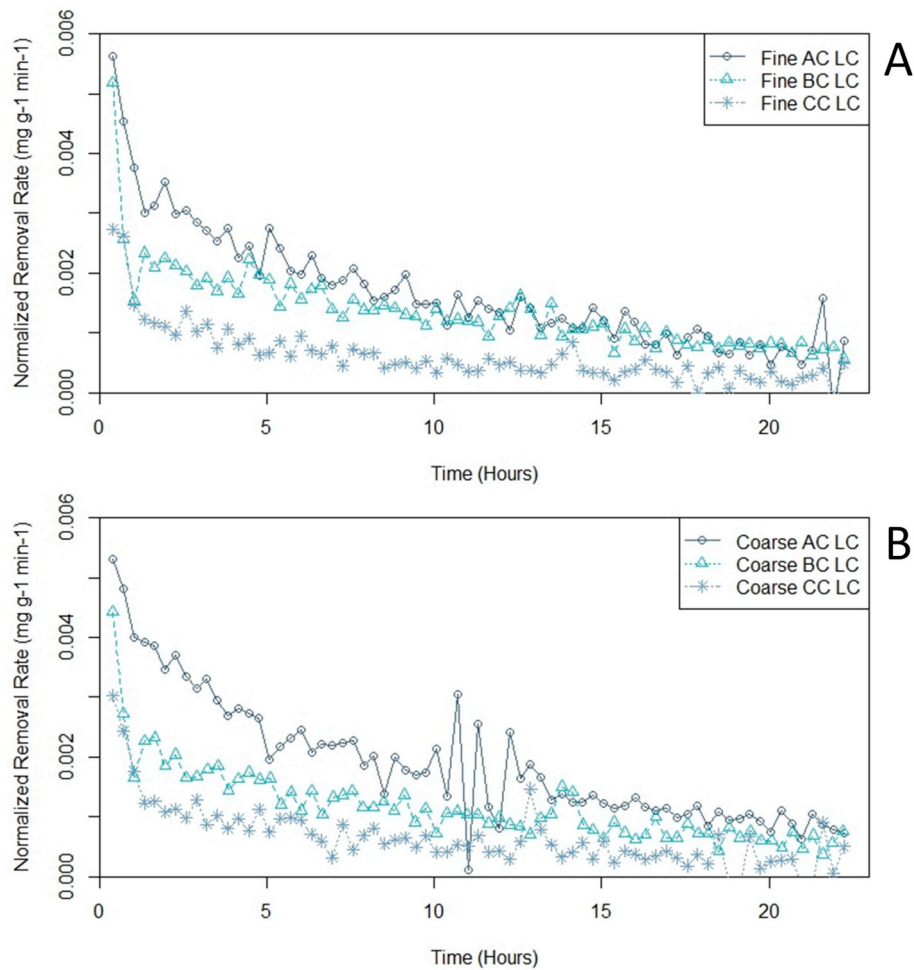 A
Fine AC LC
Fine BC LC
Fine CC LC
Normalized Removal Rate (mg g-1 min-1)
0.006
0.004
0.002
0.000
0 5 10 15 20
Time (Hours)
B
Coarse AC LC
Coarse BC LC
Coarse CC LC
Normalized Removal Rate (mg g-1 min-1)
0.006
0.004
0.002
0.000
0 5 10 15 20
Time (Hours)